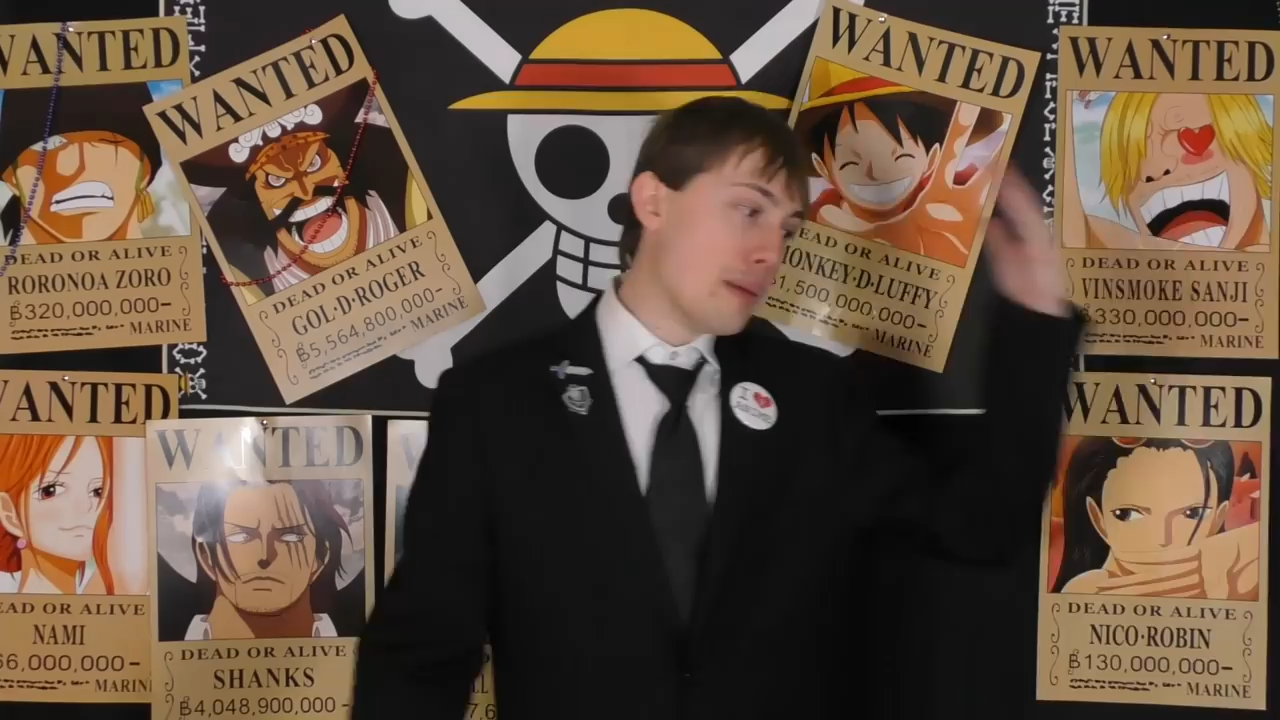 WANTED
RORONOA ZORO
DEAD OR ALIVE
฿320,000,000-
MARINE
WANTED
DEAD OR ALIVE
GOL·D·ROGER
฿5,564,800,000-
MARINE
WANTED
DEAD OR ALIVE
MONKEY·D·LUFFY
1,500,000,000-
MARINE
WANTED
DEAD OR ALIVE
VINSMOKE SANJI
฿330,000,000-
MARINE
I
WANTED
DEAD OR ALIVE
NAMI
66,000,000-
MARINE
WANTED
DEAD OR ALIVE
SHANKS
฿4,048,900,000-
WANTED
DEAD OR ALIVE
NICO·ROBIN
฿130,000,000-
MARINE